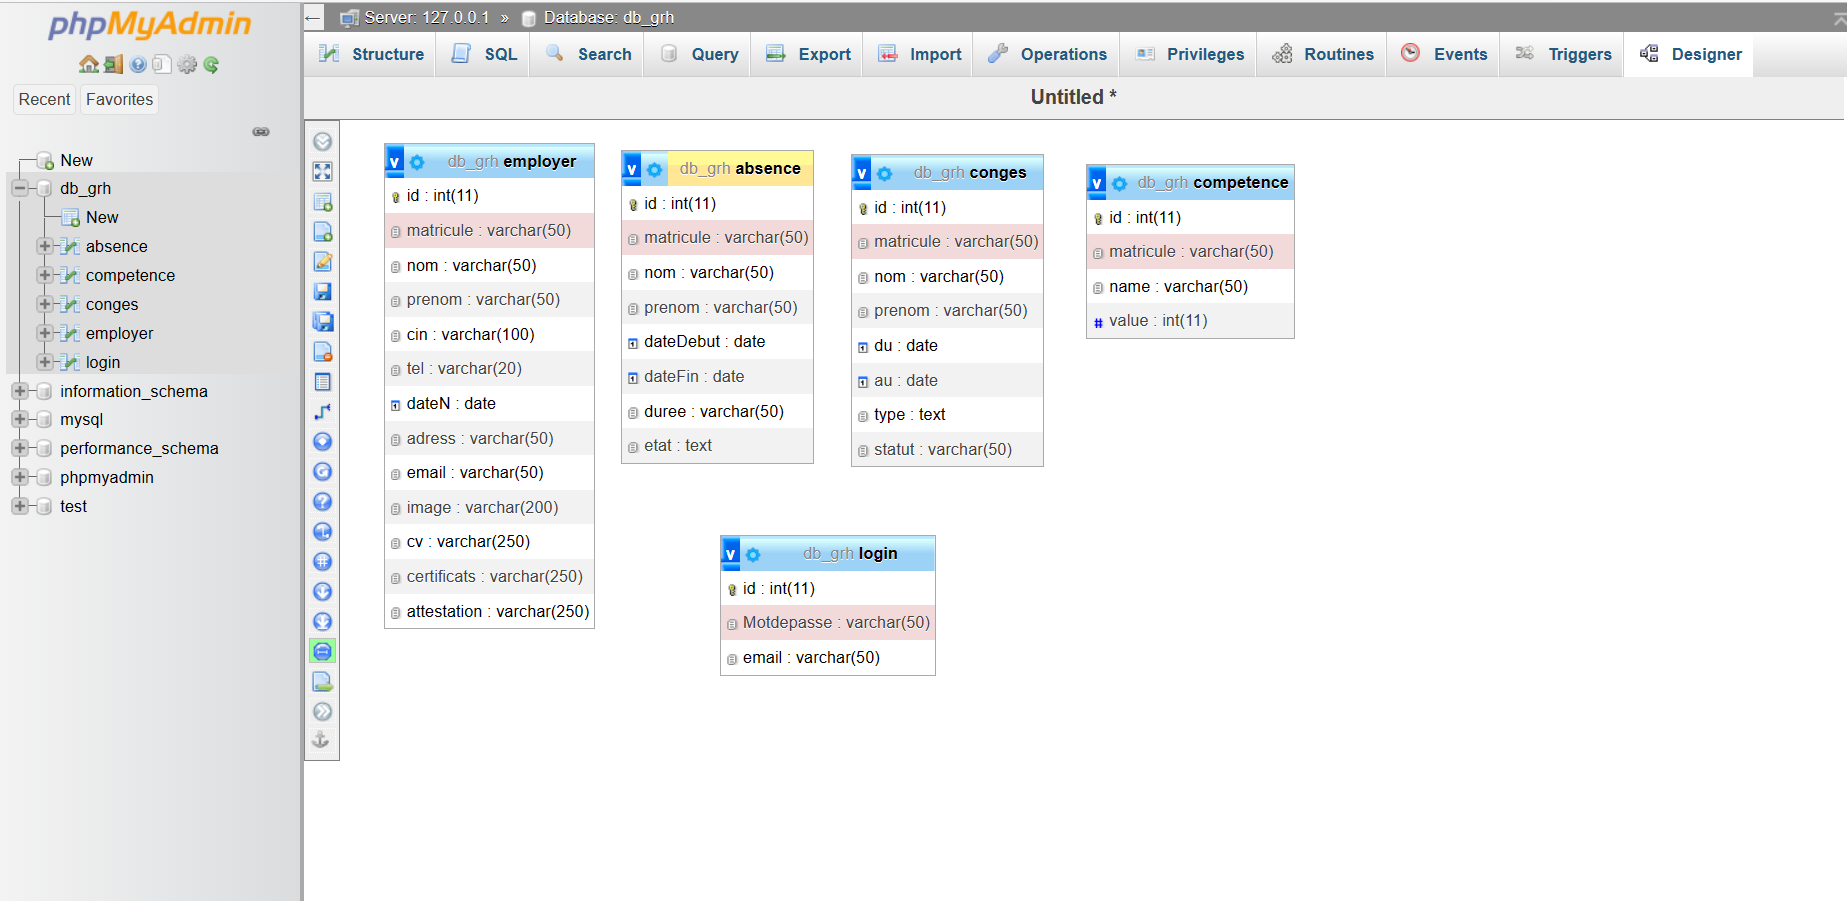 phpMyAdmin
Recent
Favorites
New
db_grh
New
absence
competence
conges
employer
login
information_schema
mysql
performance_schema
phpmyadmin
test
Server: 127.0.0.1 » Database: db_grh
Structure SQL Search Query Export Import Operations Privileges Routines Events Triggers Designer
Untitled *
v db_grh employer
id : int(11)
matricule : varchar(50)
nom : varchar(50)
prenom : varchar(50)
cin : varchar(100)
tel : varchar(20)
dateN : date
adress : varchar(50)
email : varchar(50)
image : varchar(200)
cv : varchar(250)
certificats : varchar(250)
attestation : varchar(250)
v db_grh absence
id : int(11)
matricule : varchar(50)
nom : varchar(50)
prenom : varchar(50)
dateDebut : date
dateFin : date
duree : varchar(50)
etat : text
v db_grh conges
id : int(11)
matricule : varchar(50)
nom : varchar(50)
prenom : varchar(50)
du : date
au : date
type : text
statut : varchar(50)
v db_grh competence
id : int(11)
matricule : varchar(50)
name : varchar(50)
# value : int(11)
v db_grh login
id : int(11)
Motdepasse : varchar(50)
email : varchar(50)